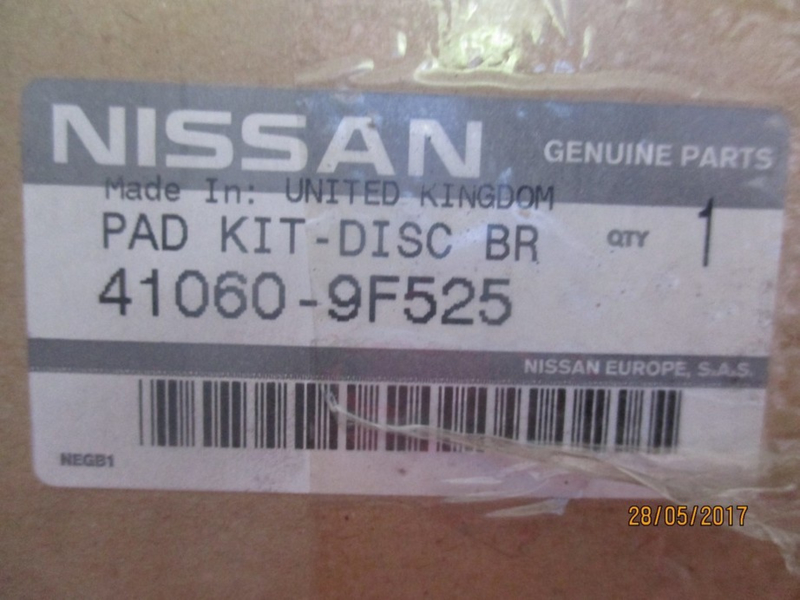 NISSAN GENUINE PARTS
Made In: UNITED KINGDOM
PAD KIT-DISC BR QTY 1
41060-9F525
NISSAN EUROPE, S.A.S.
NEGB1
28/05/2017